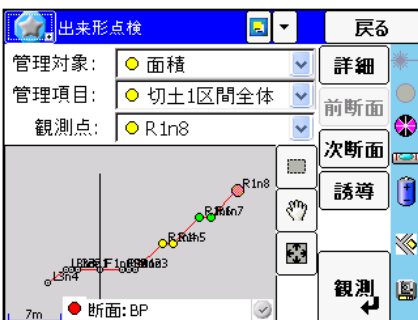 出来形点検
戻る
管理対象: 面積
詳細
管理項目: 切土1区間全体
前断面
観測点: R1n8
次断面
R1n8
誘導
L3n4
7m
断面:BP
観測